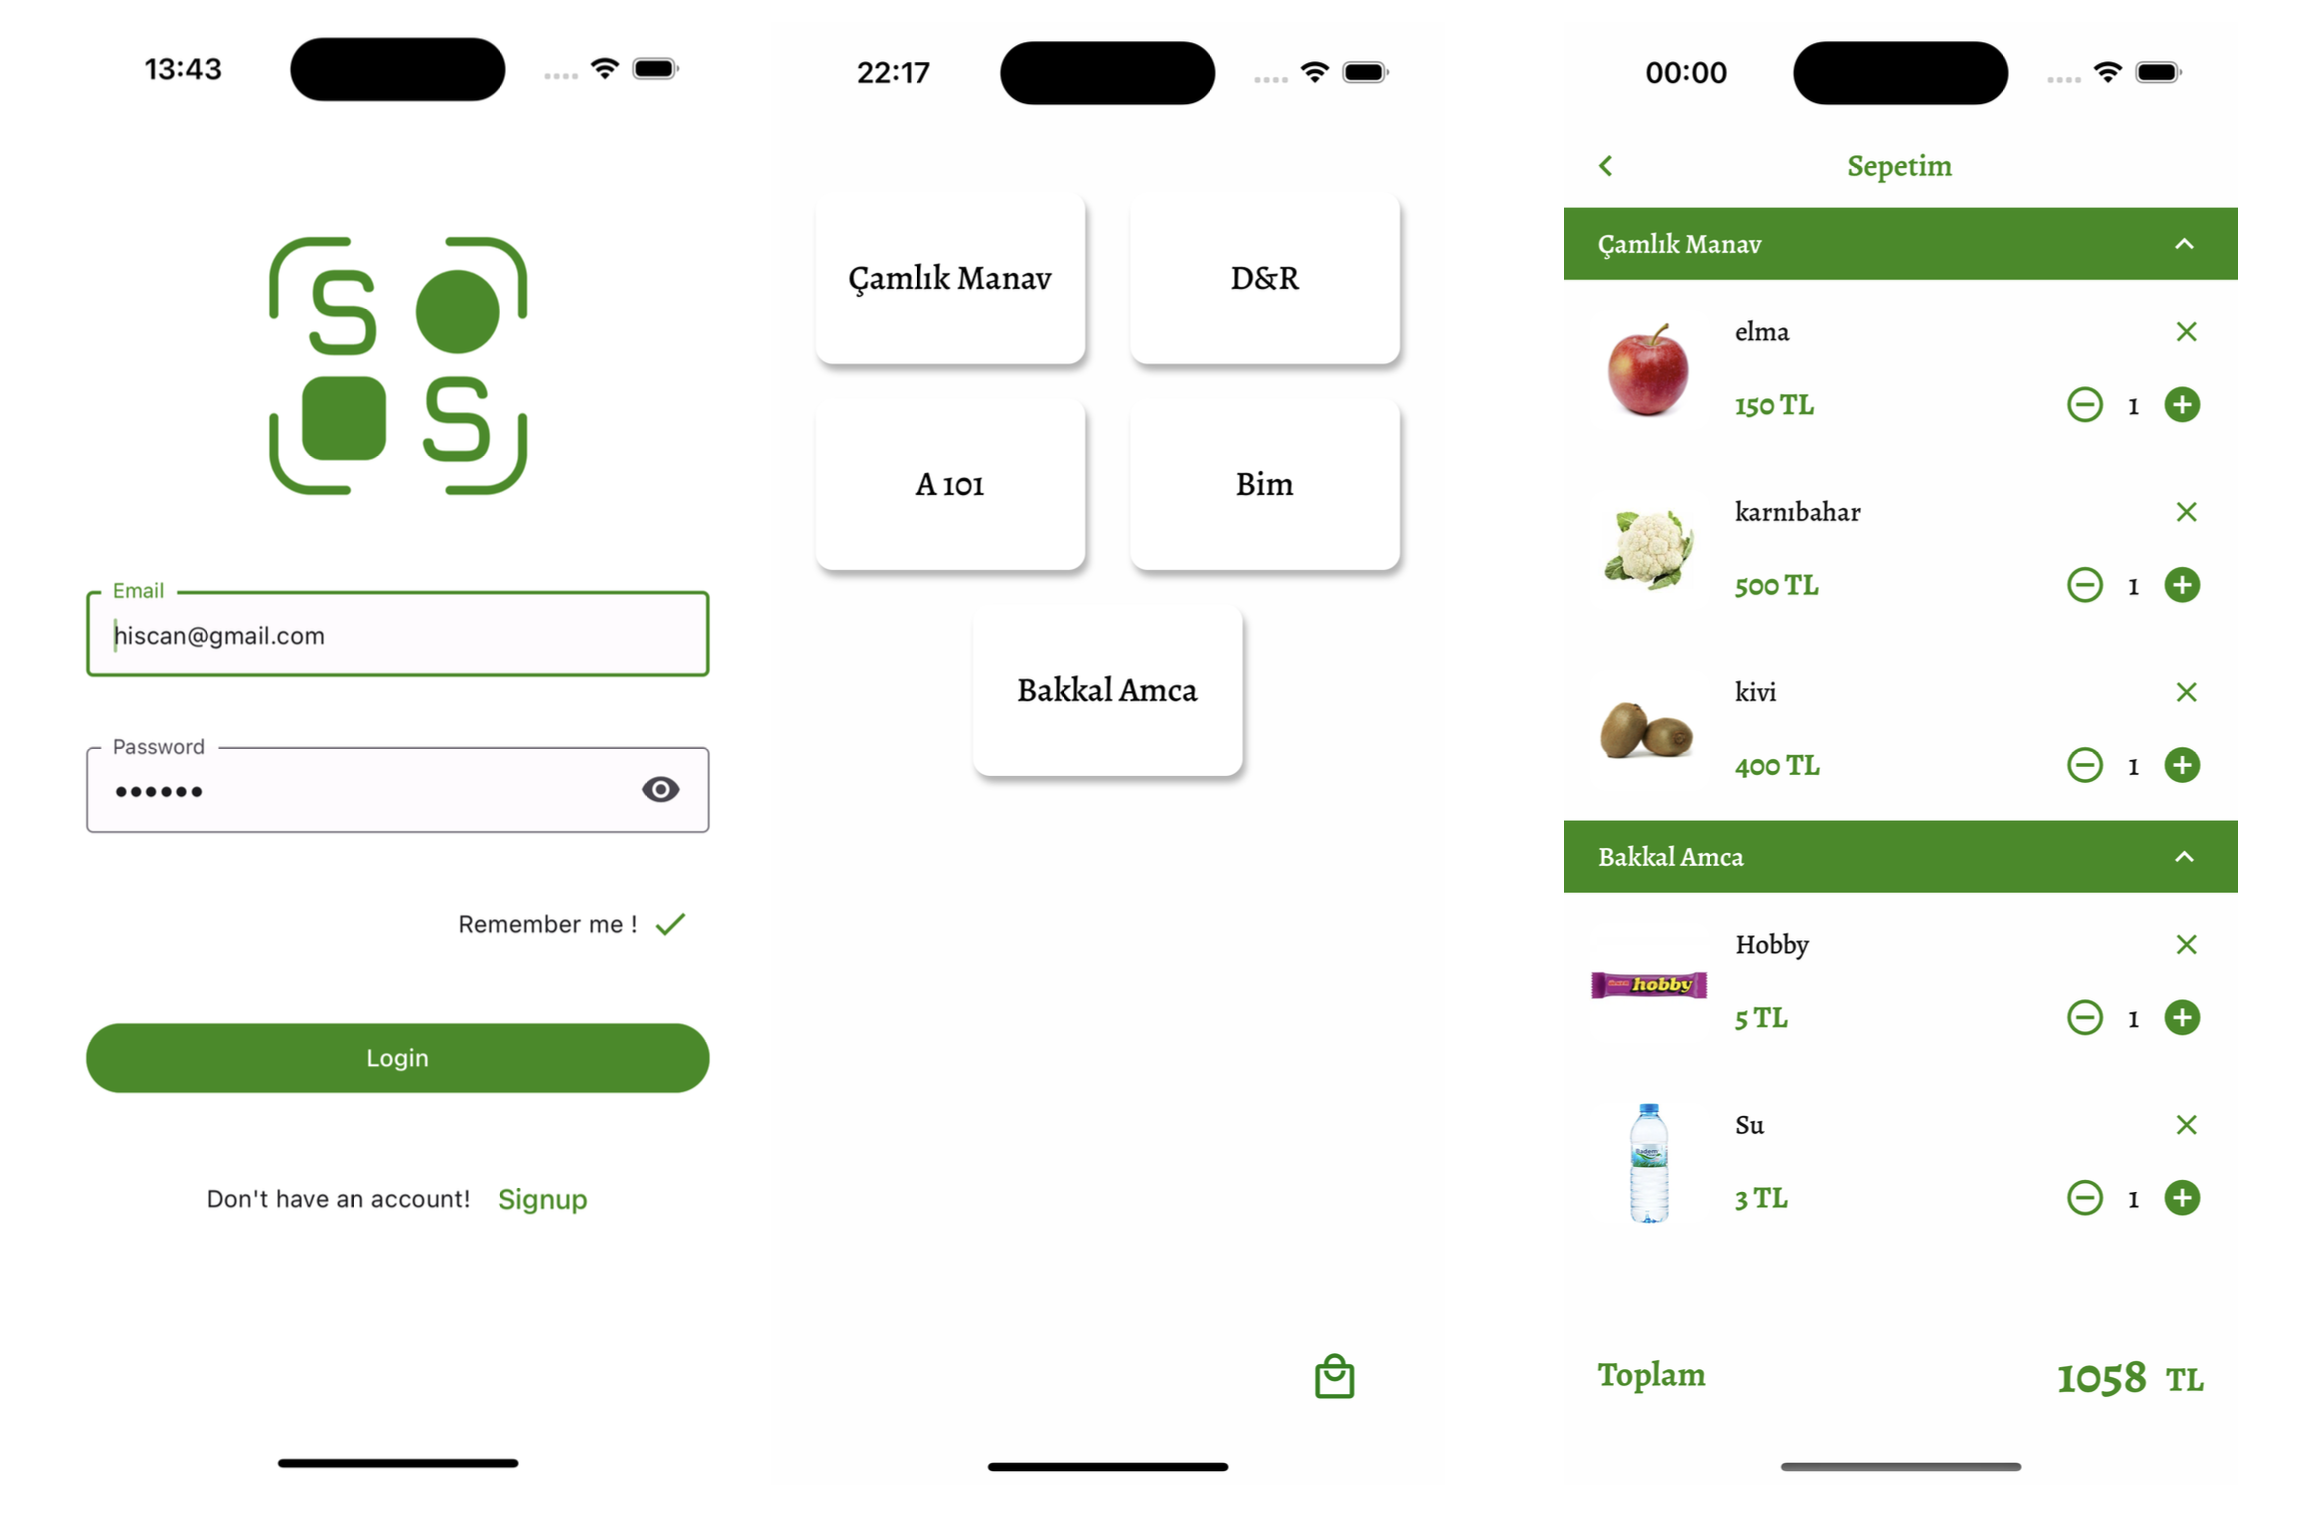 13:43
S
S
Email
hiscan@gmail.com
Password
Remember me !
Login
Don't have an account! Signup
22:17
Çamlık Manav
D&R
A 101
Bim
Bakkal Amca
00:00
Sepetim
Çamlık Manav
elma
150 TL
1
karnıbahar
500 TL
1
kivi
400 TL
1
Bakkal Amca
Hobby
hobby
5 TL
1
Su
3 TL
1
Toplam
1058 TL